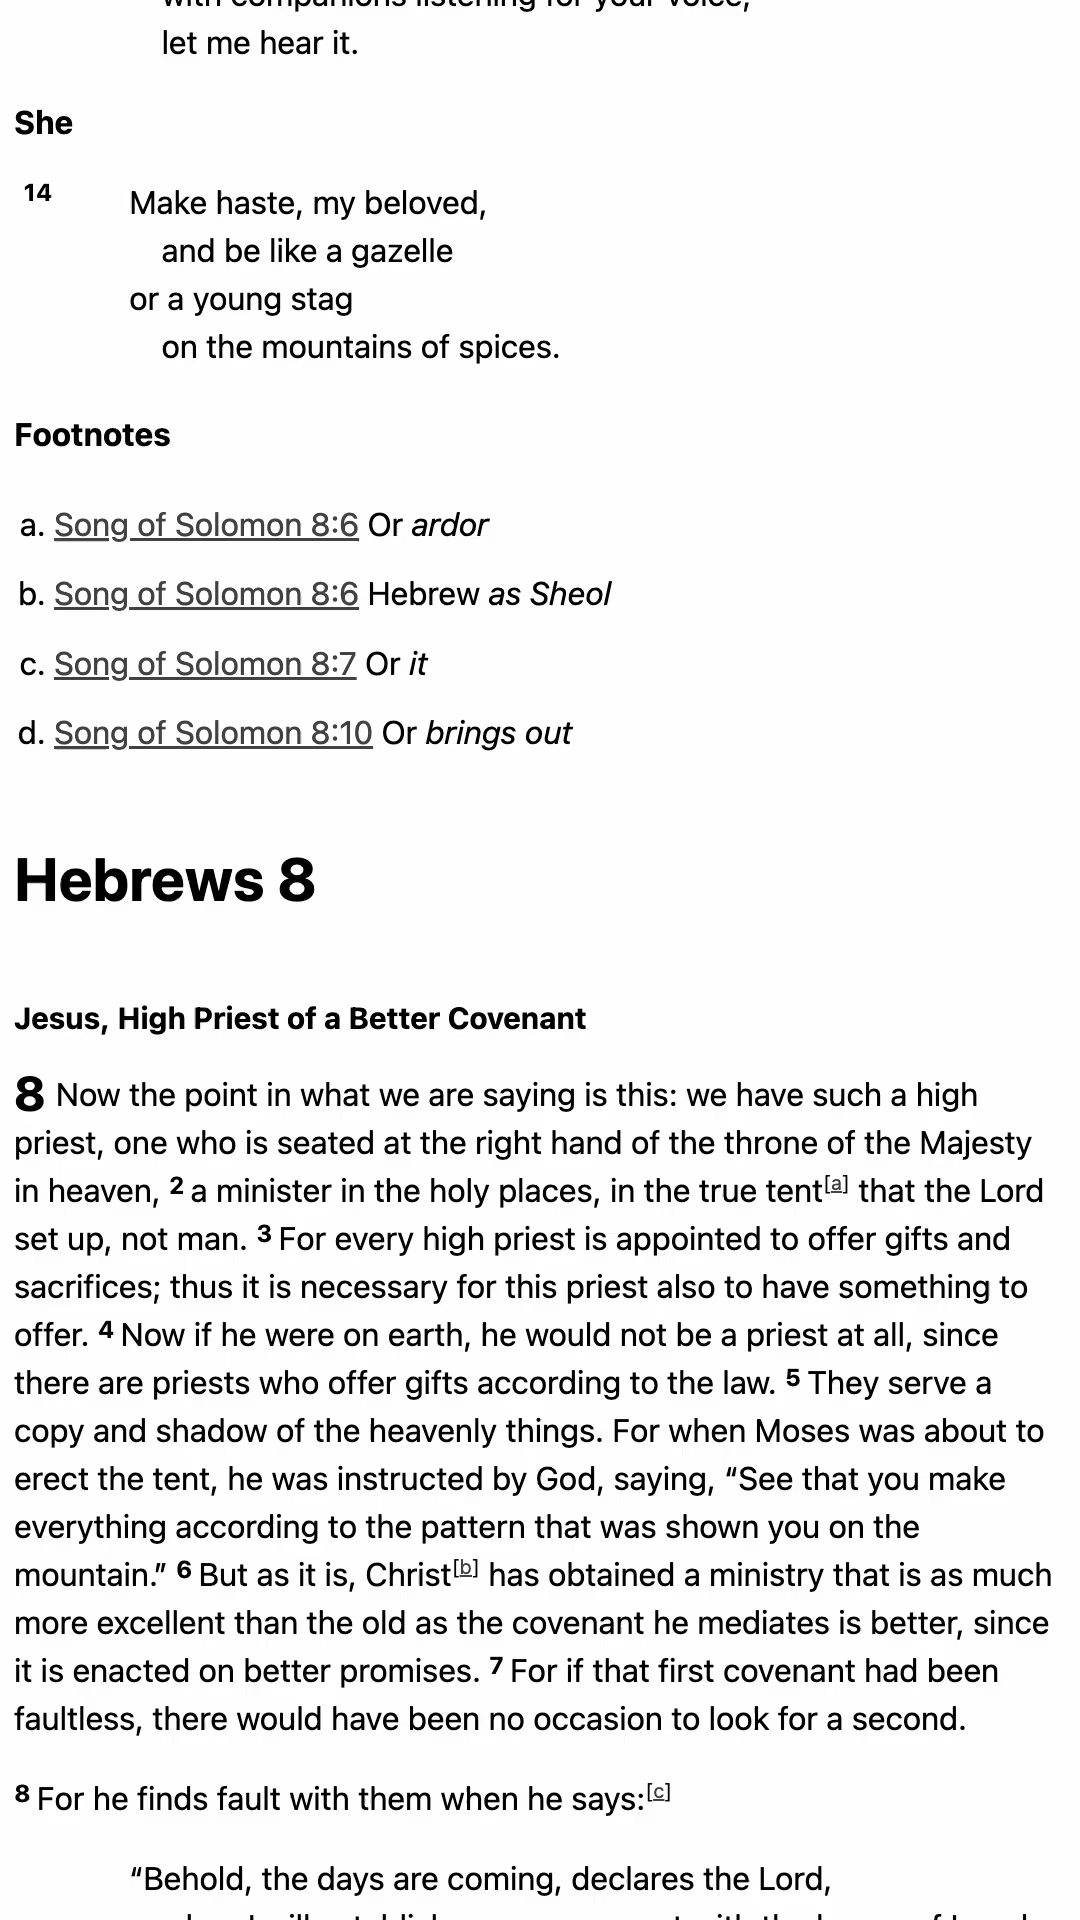 let me hear it.
She
14 Make haste, my beloved,
and be like a gazelle
or a young stag
on the mountains of spices.
Footnotes
a. Song of Solomon 8:6 Or ardor
b. Song of Solomon 8:6 Hebrew as Sheol
c. Song of Solomon 8:7 Or it
d. Song of Solomon 8:10 Or brings out
Hebrews 8
Jesus, High Priest of a Better Covenant
8 Now the point in what we are saying is this: we have such a high
priest, one who is seated at the right hand of the throne of the Majesty
in heaven, 2 a minister in the holy places, in the true tent[a] that the Lord
set up, not man. 3 For every high priest is appointed to offer gifts and
sacrifices; thus it is necessary for this priest also to have something to
offer. 4 Now if he were on earth, he would not be a priest at all, since
there are priests who offer gifts according to the law. 5 They serve a
copy and shadow of the heavenly things. For when Moses was about to
erect the tent, he was instructed by God, saying, “See that you make
everything according to the pattern that was shown you on the
mountain.” 6 But as it is, Christ[b] has obtained a ministry that is as much
more excellent than the old as the covenant he mediates is better, since
it is enacted on better promises. 7 For if that first covenant had been
faultless, there would have been no occasion to look for a second.
8 For he finds fault with them when he says:[c]
“Behold, the days are coming, declares the Lord,